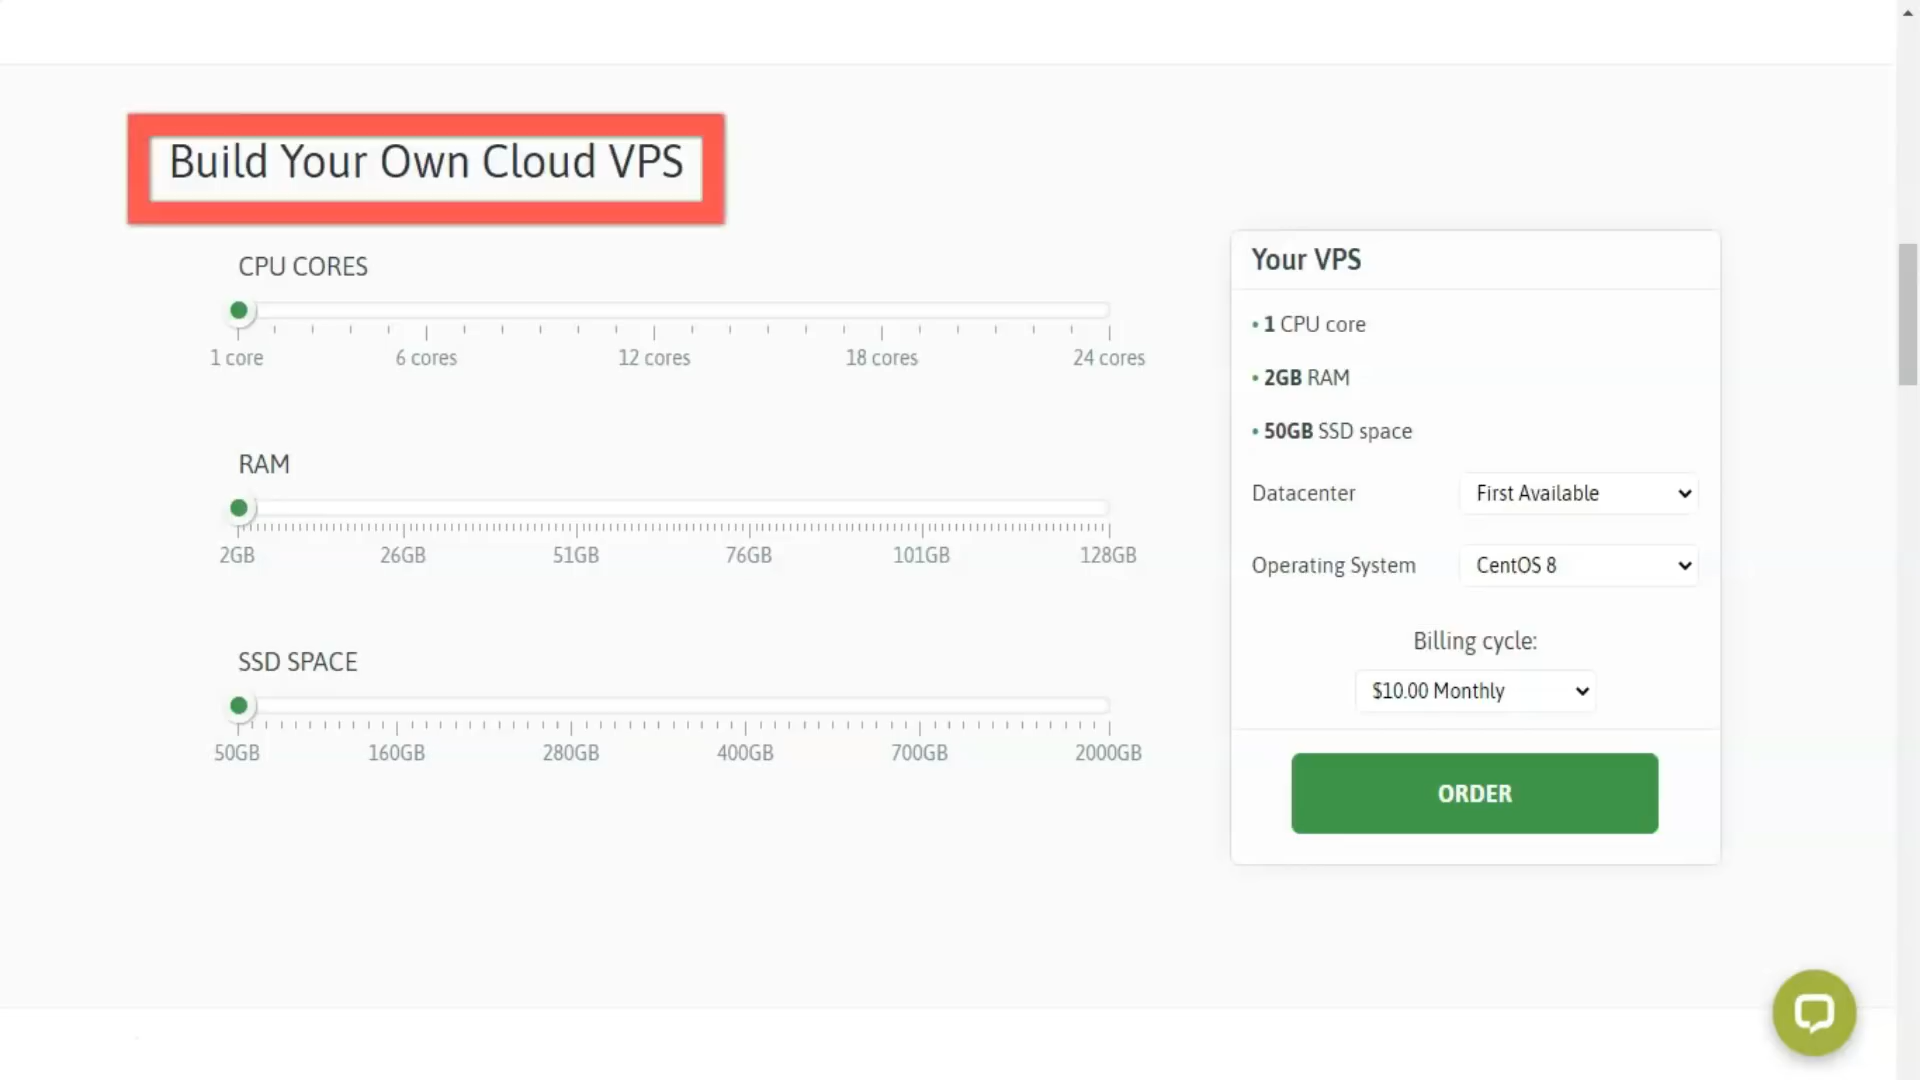 Build Your Own Cloud VPS
CPU CORES
1 core 6 cores 12 cores 18 cores 24 cores
RAM
2GB 26GB 51GB 76GB 101GB 128GB
SSD SPACE
50GB 160GB 280GB 400GB 700GB 2000GB
Your VPS
• 1 CPU core
• 2GB RAM
• 50GB SSD space
Datacenter First Available
Operating System CentOS 8
Billing cycle:
$10.00 Monthly
ORDER